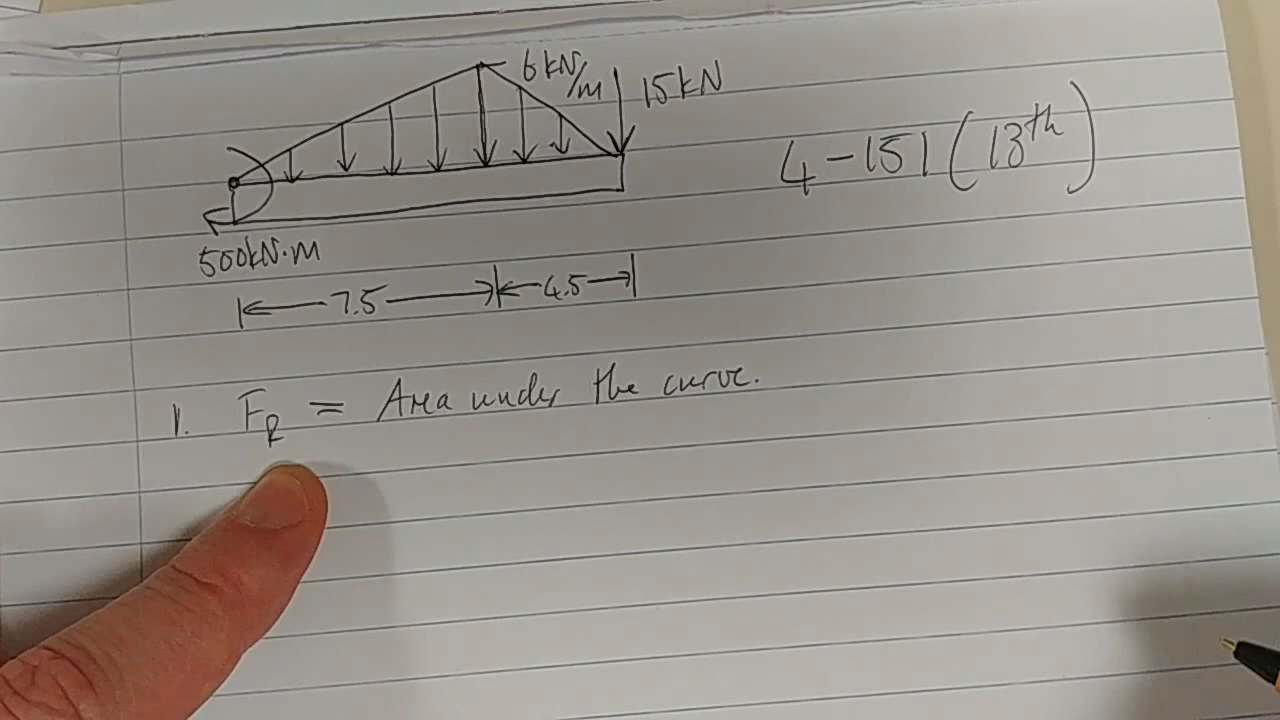 6kN/m
15kN
4-151 (13th)
500kN·m
7.5
4.5
1. FR = Area under the curve.